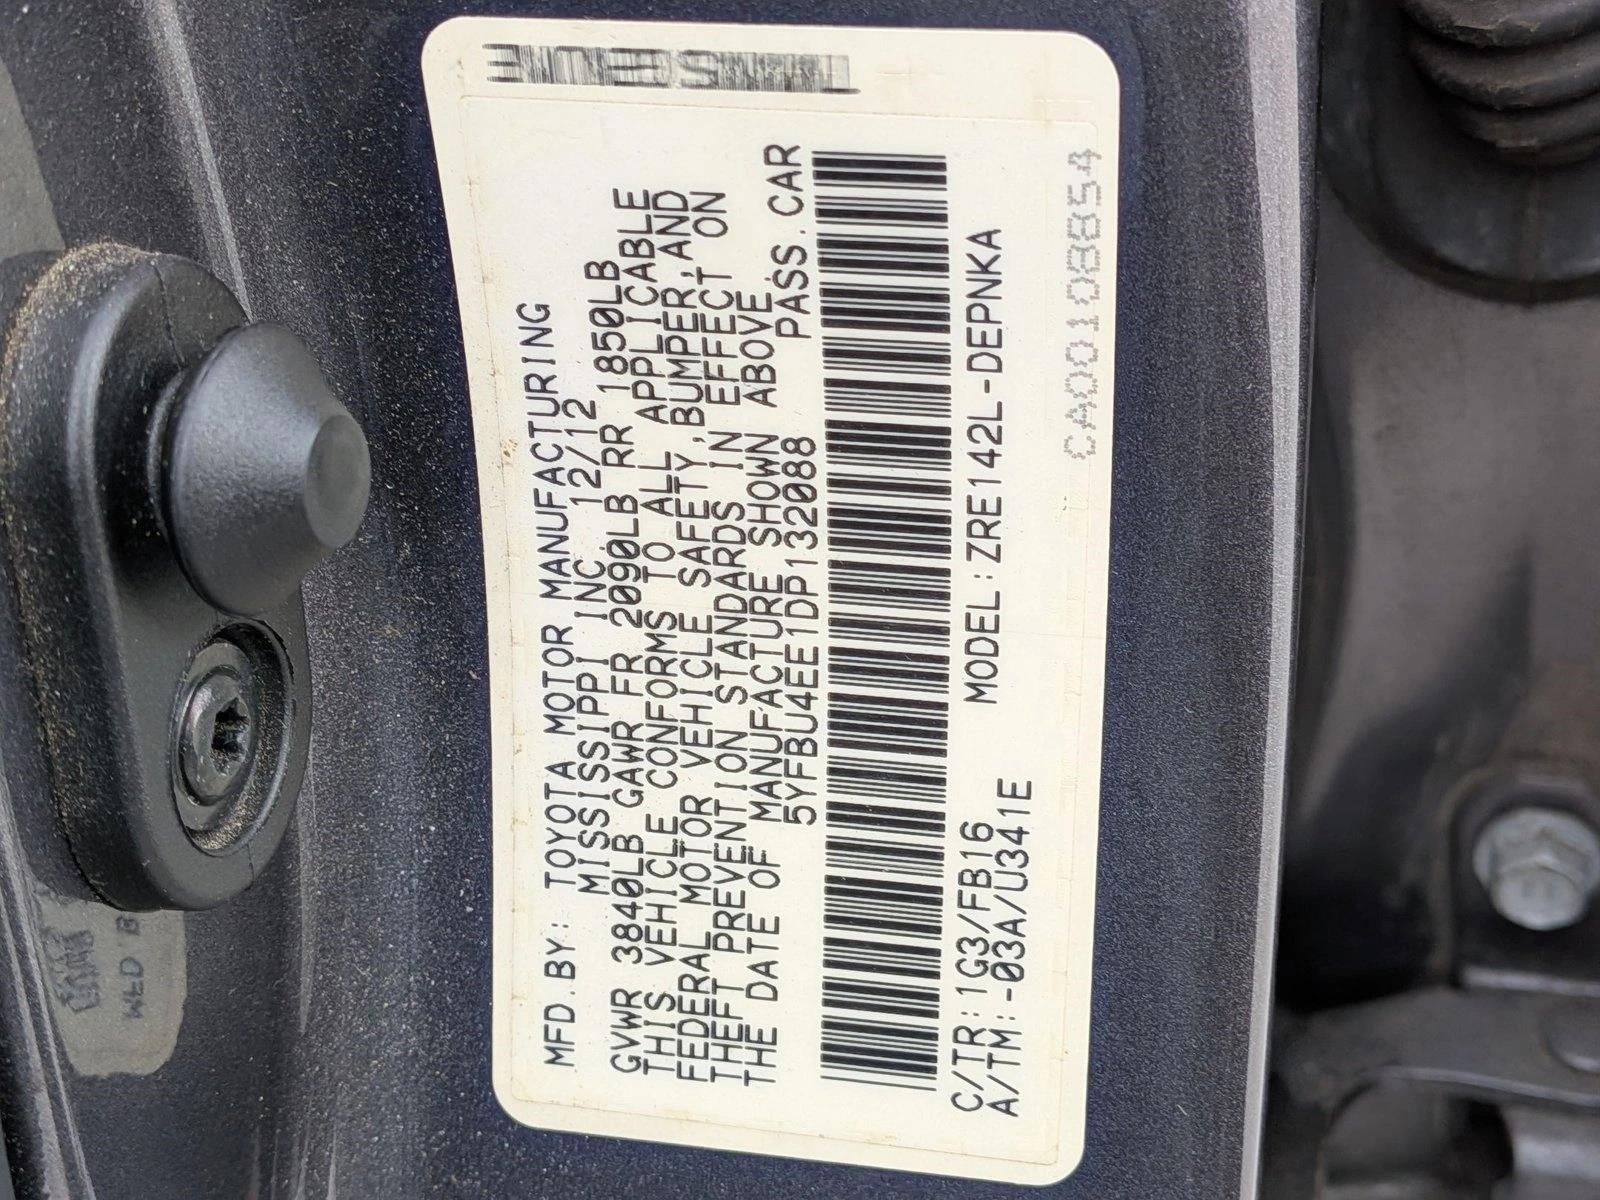 MFD.BY: TOYOTA MOTOR MANUFACTURING
MISSISSIPPI INC. 12/12
GVWR 3840LB GAWR FR 2090LB RR 1850LB
THIS VEHICLE CONFORMS TO ALL APPLICABLE
FEDERAL MOTOR VEHICLE SAFETY,BUMPER,AND
THEFT PREVENTION STANDARDS IN EFFECT ON
THE DATE OF MANUFACTURE SHOWN ABOVE.
5YFBU4EE1DP132088 PASS.CAR
C/TR:1G3/FB16 MODEL:ZRE142L-DEPNKA
A/TM:-03A/U341E
CA00108854